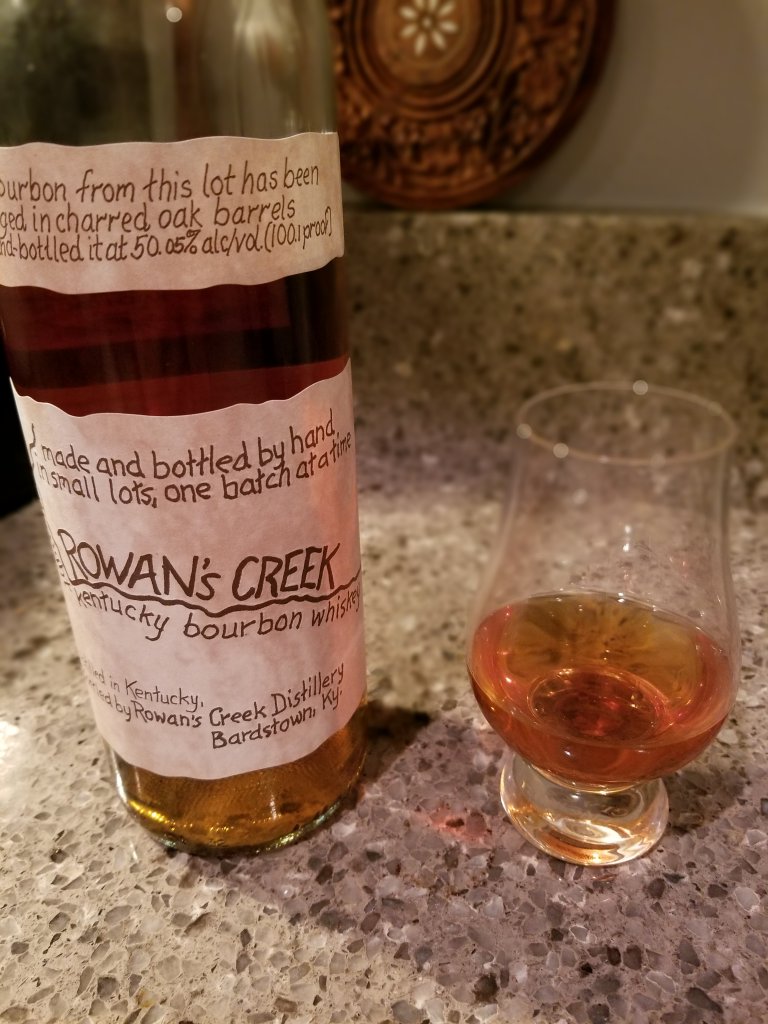 ourbon from this lot has been
ged in charred oak barrels
nd-bottled it at 50.05% alc/vol.(100.1 proof)
made and bottled by hand
in small lots, one batch at a time
ROWAN's CREEK
kentucky bourbon whiskey
in Kentucky,
by Rowan's Creek Distillery
Bardstown, Ky.